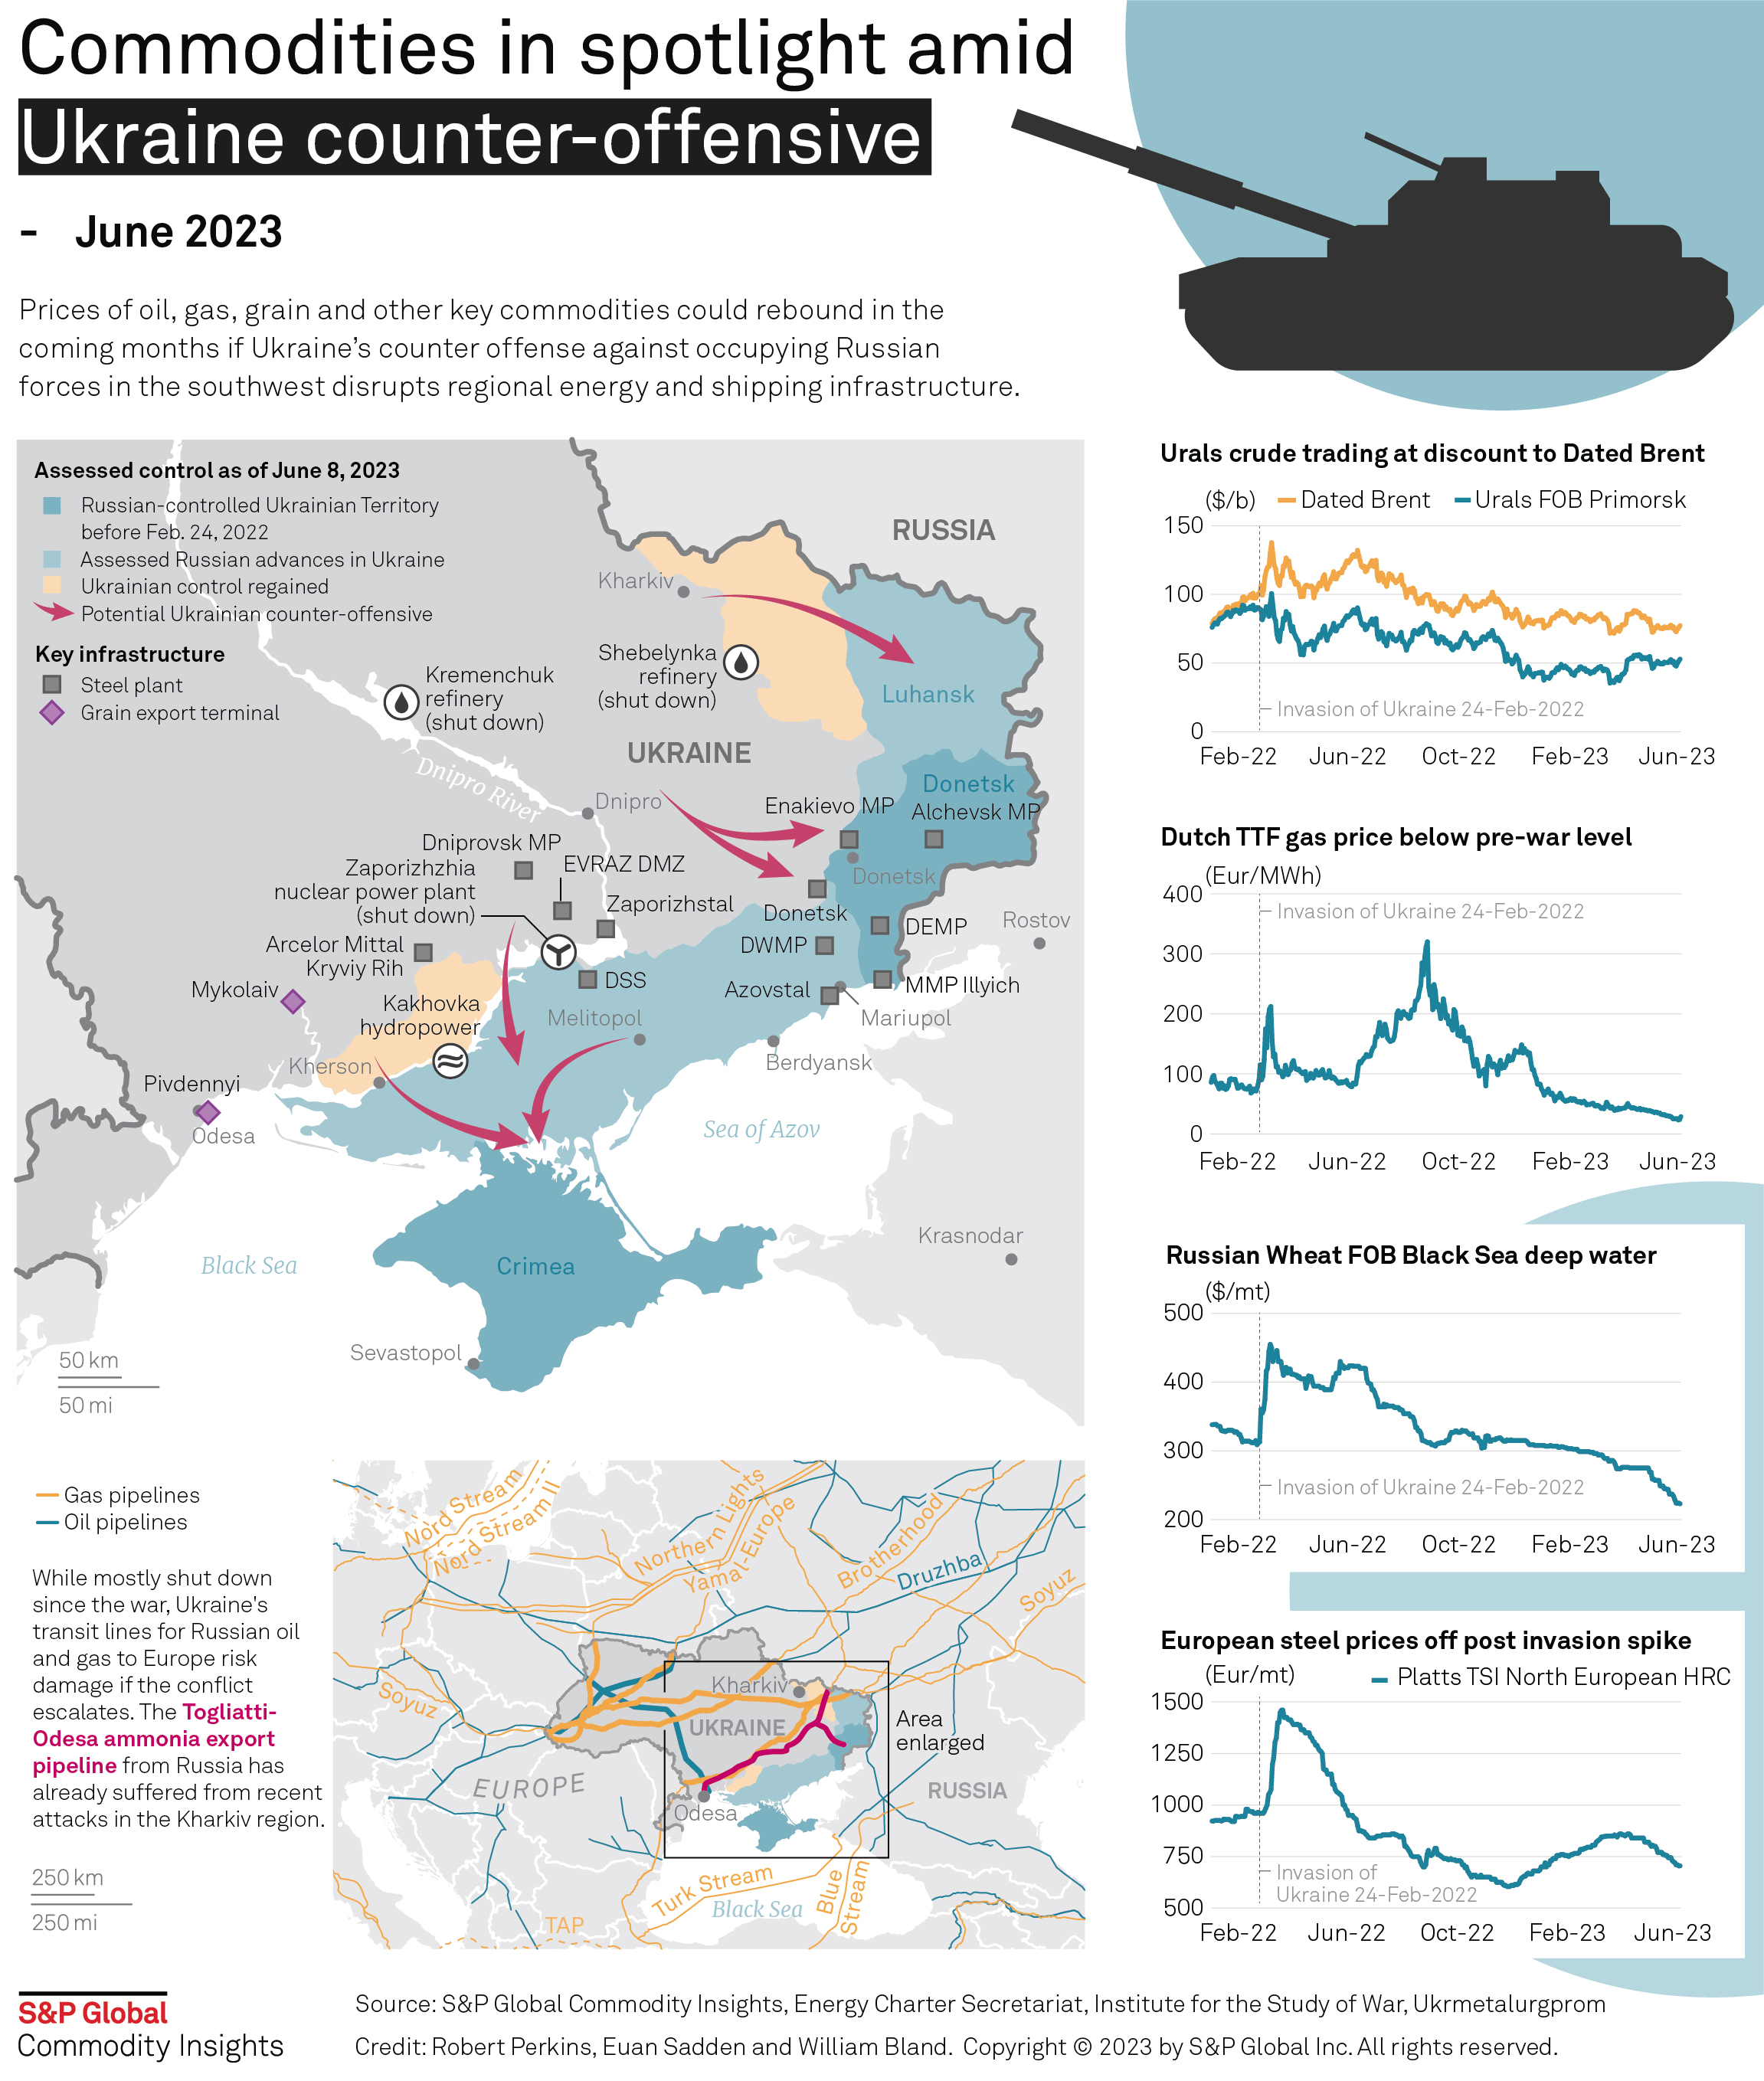 Commodities in spotlight amid
Ukraine counter-offensive
- June 2023
Prices of oil, gas, grain and other key commodities could rebound in the
coming months if Ukraine's counter offense against occupying Russian
forces in the southwest disrupts regional energy and shipping infrastructure.
Assessed control as of June 8, 2023
Russian-controlled Ukrainian Territory
before Feb. 24, 2022
Assessed Russian advances in Ukraine
Ukrainian control regained
Potential Ukrainian counter-offensive
Key infrastructure
Steel plant
Grain export terminal
RUSSIA
Kharkiv
Shebelynka
refinery
(shut down)
Kremenchuk
refinery
(shut down)
Luhansk
UKRAINE
Dnipro River
Dnipro
Donetsk
Enakievo MP
Alchevsk MP
Dniprovsk MP
EVRAZ DMZ
Zaporizhzhia
nuclear power plant
(shut down)
Donetsk
Zaporizhstal
Donetsk
DEMP
Rostov
Arcelor Mittal
Kryviy Rih
DWMP
DSS
Mykolaiv
Azovstal
MMP Illyich
Kakhovka
hydropower
Melitopol
Mariupol
Kherson
Berdyansk
Pivdennyi
Odesa
Sea of Azov
Black Sea
Crimea
Krasnodar
Sevastopol
50 km
50 mi
Gas pipelines
Oil pipelines
While mostly shut down
since the war, Ukraine's
transit lines for Russian oil
and gas to Europe risk
damage if the conflict
escalates. The Togliatti-
Odesa ammonia export
pipeline from Russia has
already suffered from recent
attacks in the Kharkiv region.
250 km
250 mi
Nord Stream
Nord Stream II
Northern Lights
Yamal-Europe
Brotherhood
Druzhba
Soyuz
Soyuz
Kharkiv
UKRAINE
Area
enlarged
EUROPE
RUSSIA
Odesa
Turk Stream
Blue
Stream
Black Sea
TAP
Urals crude trading at discount to Dated Brent
($/b)
Dated Brent
Urals FOB Primorsk
150
100
50
0
Invasion of Ukraine 24-Feb-2022
Feb-22 Jun-22 Oct-22 Feb-23 Jun-23
Dutch TTF gas price below pre-war level
(Eur/MWh)
400
Invasion of Ukraine 24-Feb-2022
300
200
100
0
Feb-22 Jun-22 Oct-22 Feb-23 Jun-23
Russian Wheat FOB Black Sea deep water
($/mt)
500
400
300
Invasion of Ukraine 24-Feb-2022
200
Feb-22 Jun-22 Oct-22 Feb-23 Jun-23
European steel prices off post invasion spike
(Eur/mt)
Platts TSI North European HRC
1500
1250
1000
750
Invasion of
Ukraine 24-Feb-2022
500
Feb-22 Jun-22 Oct-22 Feb-23 Jun-23
S&P Global
Commodity Insights
Source: S&P Global Commodity Insights, Energy Charter Secretariat, Institute for the Study of War, Ukrmetalurgprom
Credit: Robert Perkins, Euan Sadden and William Bland. Copyright © 2023 by S&P Global Inc. All rights reserved.